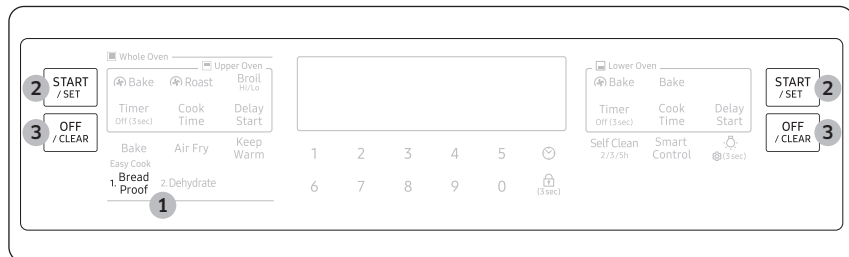 Whole Oven
Upper Oven
Bake Roast Broil
Hi/Lo
Timer Cook Delay
Off (3 sec) Time Start
Bake Air Fry Keep
Warm
Easy Cook
1. Bread 2.Dehydrate
Proof
1
2 START
/ SET
3 OFF
/ CLEAR
1 2 3 4 5
6 7 8 9 0
(3 sec)
Lower Oven
Bake Bake
Timer Cook Delay
Off (3 sec) Time Start
Self Clean Smart
2/3/5h Control (3 sec)
START 2
/ SET
OFF 3
/ CLEAR